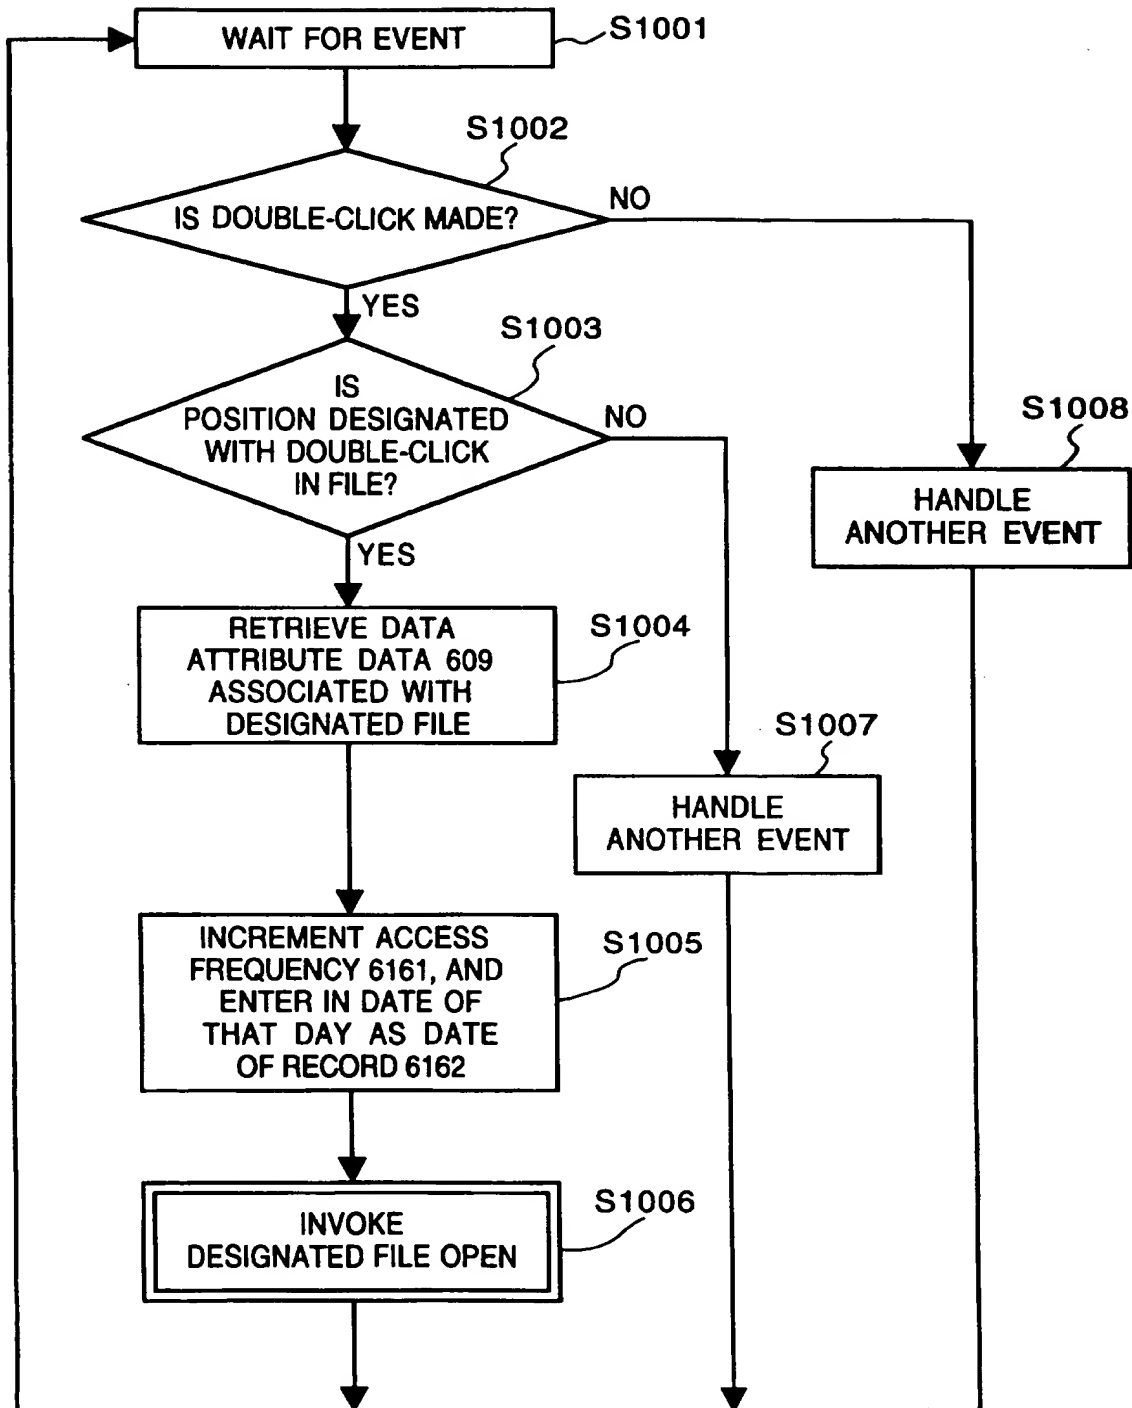 WAIT FOR EVENT
S1001
S1002
IS DOUBLE-CLICK MADE?
NO
YES
S1003
IS
POSITION DESIGNATED
WITH DOUBLE-CLICK
IN FILE?
NO
YES
S1008
HANDLE
ANOTHER EVENT
RETRIEVE DATA
ATTRIBUTE DATA 609
ASSOCIATED WITH
DESIGNATED FILE
S1004
S1007
HANDLE
ANOTHER EVENT
INCREMENT ACCESS
FREQUENCY 6161, AND
ENTER IN DATE OF
THAT DAY AS DATE
OF RECORD 6162
S1005
INVOKE
DESIGNATED FILE OPEN
S1006